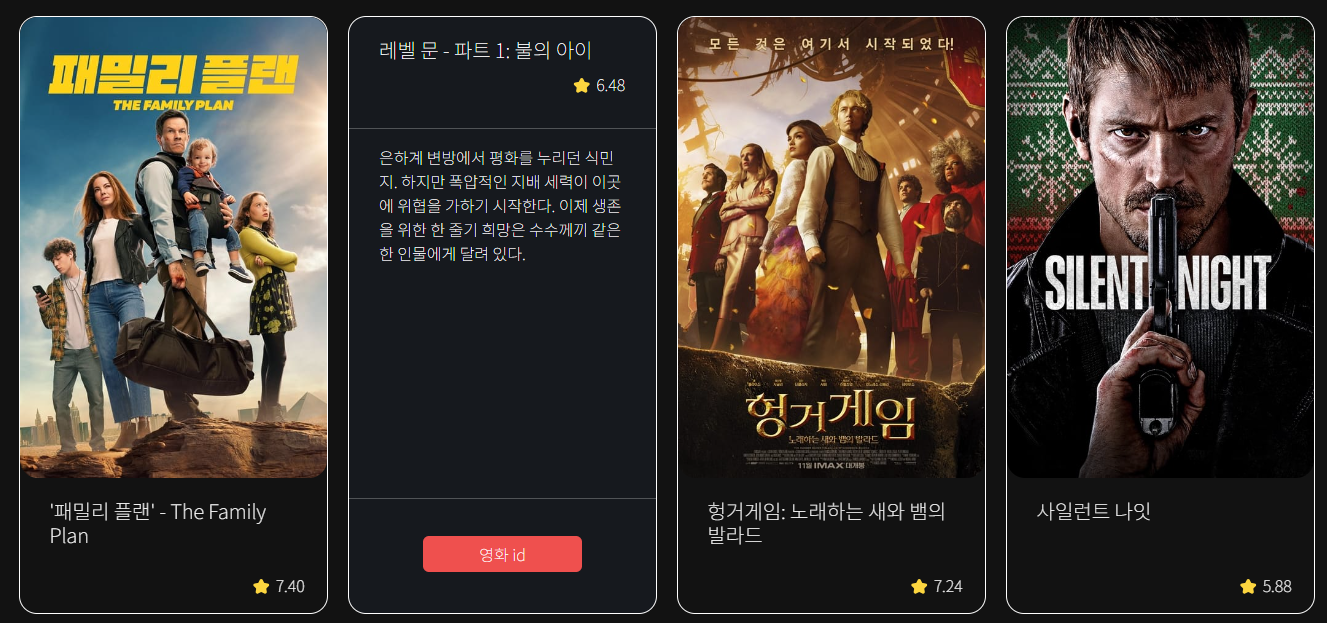 패밀리 플랜
THE FAMILY PLAN
'패밀리 플랜' - The Family
Plan
7.40
레벨 문 - 파트 1: 불의 아이
6.48
은하계 변방에서 평화를 누리던 식민
지. 하지만 폭압적인 지배 세력이 이곳
에 위협을 가하기 시작한다. 이제 생존
을 위한 한 줄기 희망은 수수께끼 같은
한 인물에게 달려 있다.
영화 id
모든 것은 여기서 시작되었다!
헝거게임
노래하는 새와 뱀의 발라드
11월 IMAX 대개봉
헝거게임: 노래하는 새와 뱀의
발라드
7.24
SILENT NIGHT
사일런트 나잇
5.88